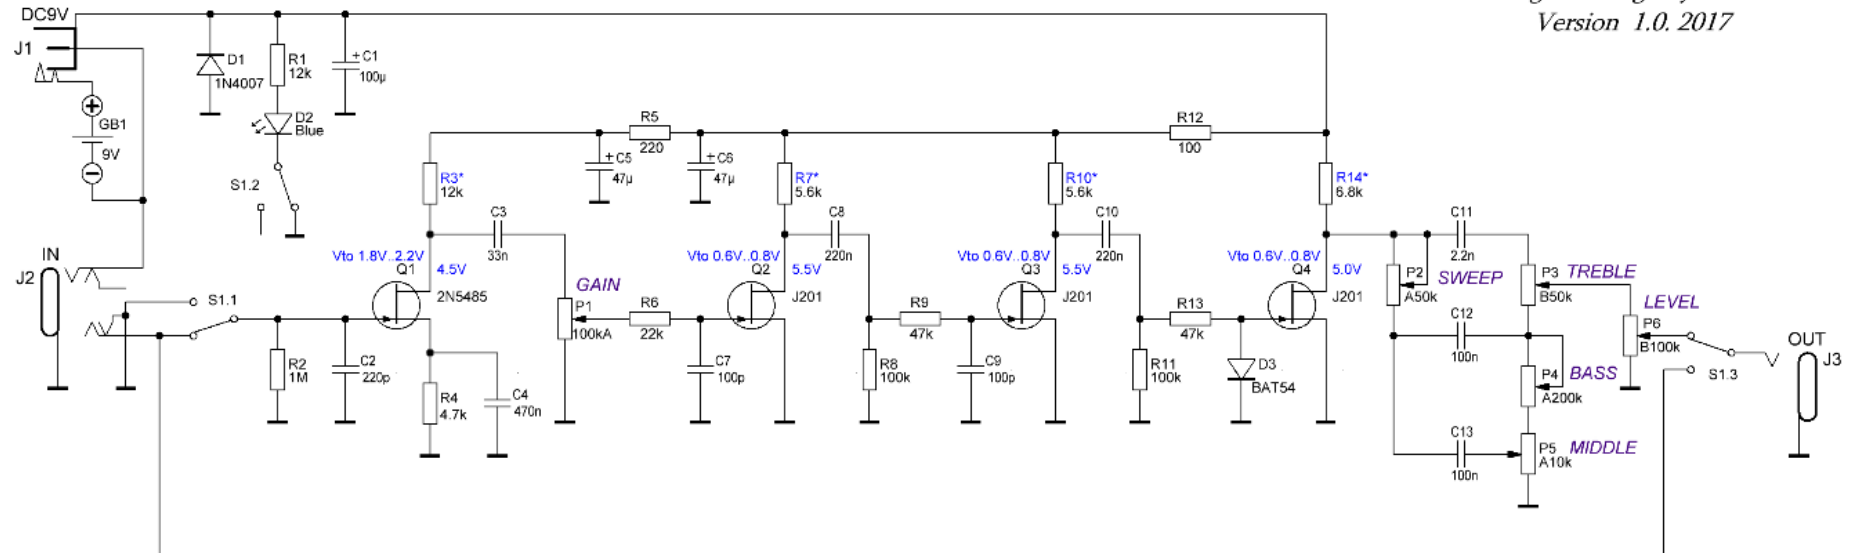 Version 1.0. 2017
DC9V
J1
D1
1N4007
R1
12k
+ C1
100µ
D2
Blue
GB1
9V
S1.2
R5
220
+ C5
47µ
+ C6
47µ
R12
100
R3*
12k
R7*
5.6k
R10*
5.6k
R14*
6.8k
C3
33n
C8
220n
C10
220n
C11
2.2n
IN
J2
S1.1
Vto 1.8V..2.2V
Q1
4.5V
2N5485
GAIN
P1
100kA
Vto 0.6V..0.8V
Q2
5.5V
J201
Vto 0.6V..0.8V
Q3
5.5V
J201
Vto 0.6V..0.8V
Q4
5.0V
J201
P2
A50k
SWEEP
P3
B50k
TREBLE
LEVEL
P6
B100k
R6
22k
R9
47k
R13
47k
C12
100n
R2
1M
C2
220p
R4
4.7k
C4
470n
C7
100p
R8
100k
C9
100p
R11
100k
D3
BAT54
P4
A200k
BASS
C13
100n
P5
A10k
MIDDLE
S1.3
OUT
J3